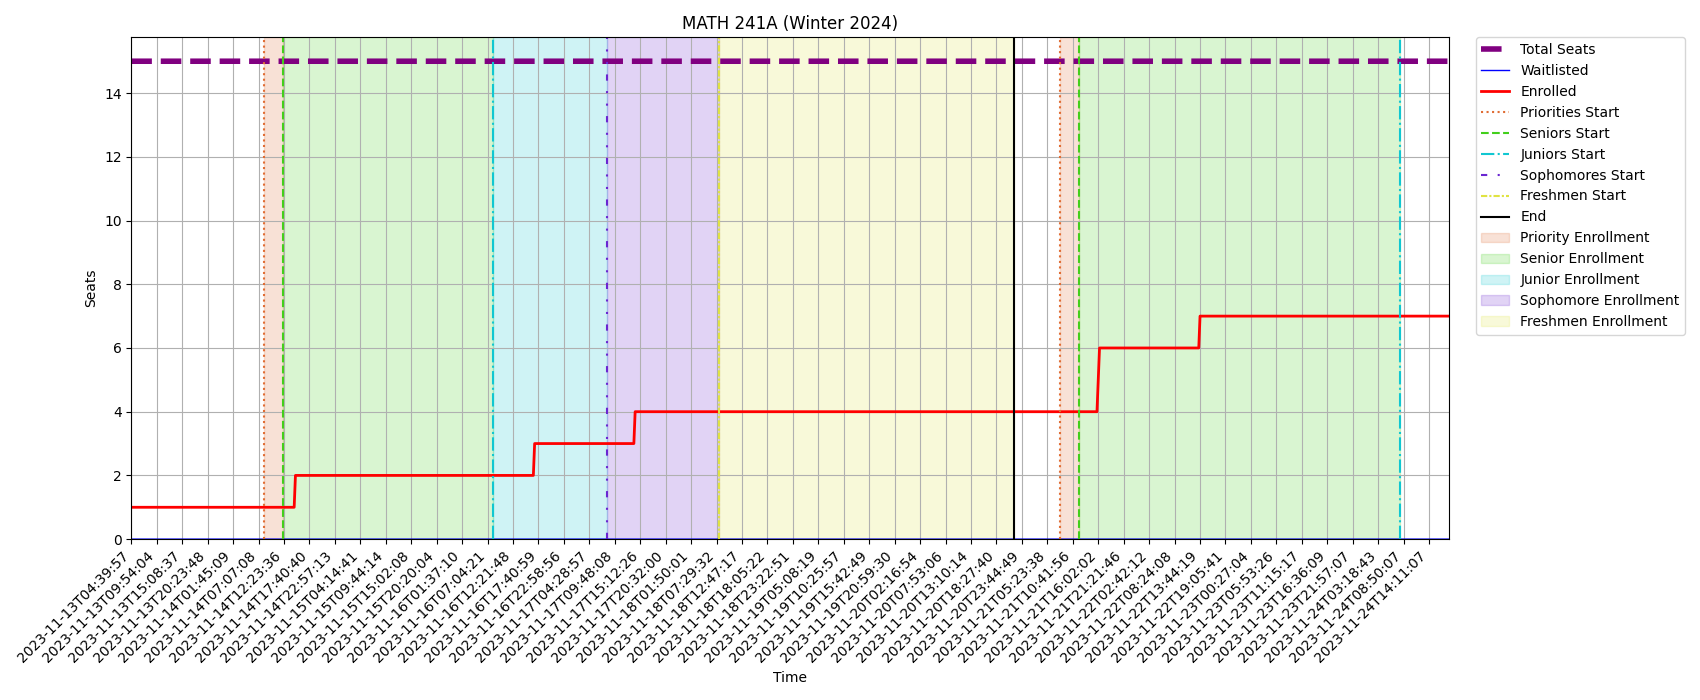 MATH 241A (Winter 2024)
Seats
14
12
10
8
6
4
2
0
2023-11-13T04:39:57
2023-11-13T09:54:04
2023-11-13T15:08:37
2023-11-13T20:23:48
2023-11-14T01:45:09
2023-11-14T07:07:08
2023-11-14T12:23:36
2023-11-14T17:40:40
2023-11-14T22:57:13
2023-11-15T04:14:41
2023-11-15T09:44:14
2023-11-15T15:02:08
2023-11-15T20:20:04
2023-11-16T01:37:10
2023-11-16T07:04:21
2023-11-16T12:21:48
2023-11-16T17:40:59
2023-11-16T22:58:56
2023-11-17T04:28:57
2023-11-17T09:48:08
2023-11-17T15:12:26
2023-11-17T20:32:00
2023-11-18T01:50:01
2023-11-18T07:29:32
2023-11-18T12:47:17
2023-11-18T18:05:22
2023-11-18T23:22:51
2023-11-19T05:08:19
2023-11-19T10:25:57
2023-11-19T15:42:49
2023-11-19T20:59:30
2023-11-20T02:16:54
2023-11-20T07:53:06
2023-11-20T13:10:14
2023-11-20T18:27:40
2023-11-20T23:44:49
2023-11-21T05:23:38
2023-11-21T10:41:56
2023-11-21T16:02:02
2023-11-21T21:21:46
2023-11-22T02:42:12
2023-11-22T08:24:08
2023-11-22T13:44:19
2023-11-22T19:05:41
2023-11-23T00:27:04
2023-11-23T05:53:26
2023-11-23T11:15:17
2023-11-23T16:36:09
2023-11-23T21:57:07
2023-11-24T03:18:43
2023-11-24T08:50:07
2023-11-24T14:11:07
Time
Total Seats
Waitlisted
Enrolled
Priorities Start
Seniors Start
Juniors Start
Sophomores Start
Freshmen Start
End
Priority Enrollment
Senior Enrollment
Junior Enrollment
Sophomore Enrollment
Freshmen Enrollment